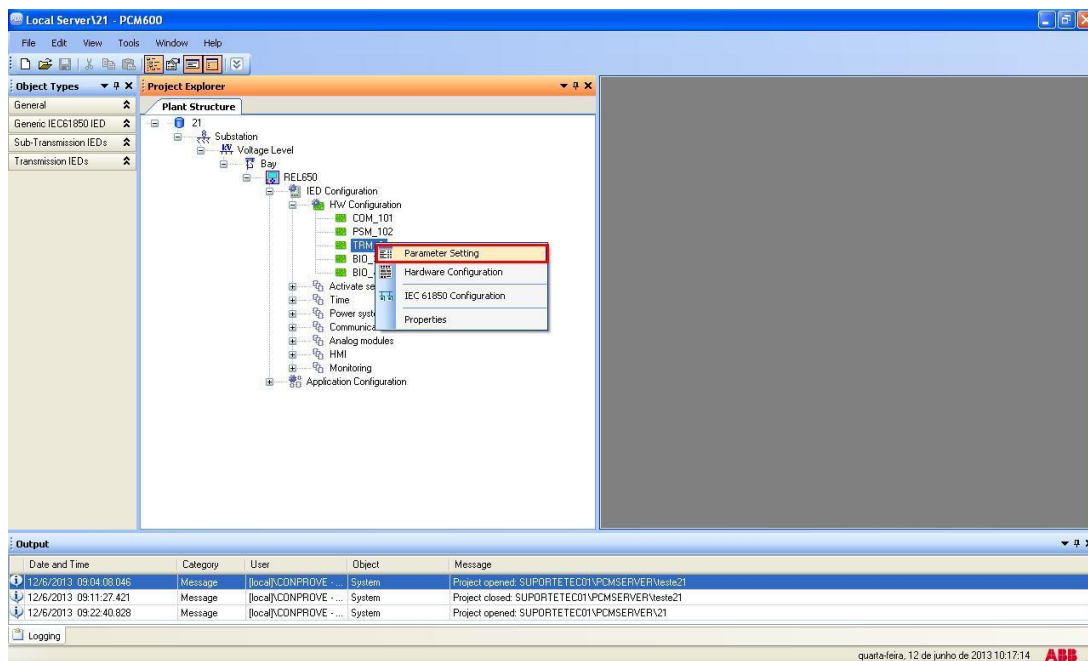 Local Server\21 - PCM600
File Edit View Tools Window Help
Object Types
General
Generic IEC61850 IED
Sub-Transmission IEDs
Transmission IEDs
Project Explorer
Plant Structure
21
Substation
Voltage Level
Bay
REL650
IED Configuration
HW Configuration
COM_101
PSM_102
TRM_
BIO_
BIO_
Activate se
Time
Power syst
Communica
Analog modules
HMI
Monitoring
Application Configuration
Parameter Setting
Hardware Configuration
IEC 61850 Configuration
Properties
Output
Date and Time Category User Object Message
12/6/2013 09:04:08.046 Message [local]\CONPROVE - ... System Project opened: SUPORTETEC01\PCMSERVER\teste21
12/6/2013 09:11:27.421 Message [local]\CONPROVE - ... System Project closed: SUPORTETEC01\PCMSERVER\teste21
12/6/2013 09:22:40.828 Message [local]\CONPROVE - ... System Project opened: SUPORTETEC01\PCMSERVER\21
Logging
quarta-feira, 12 de junho de 2013 10:17:14 ABB